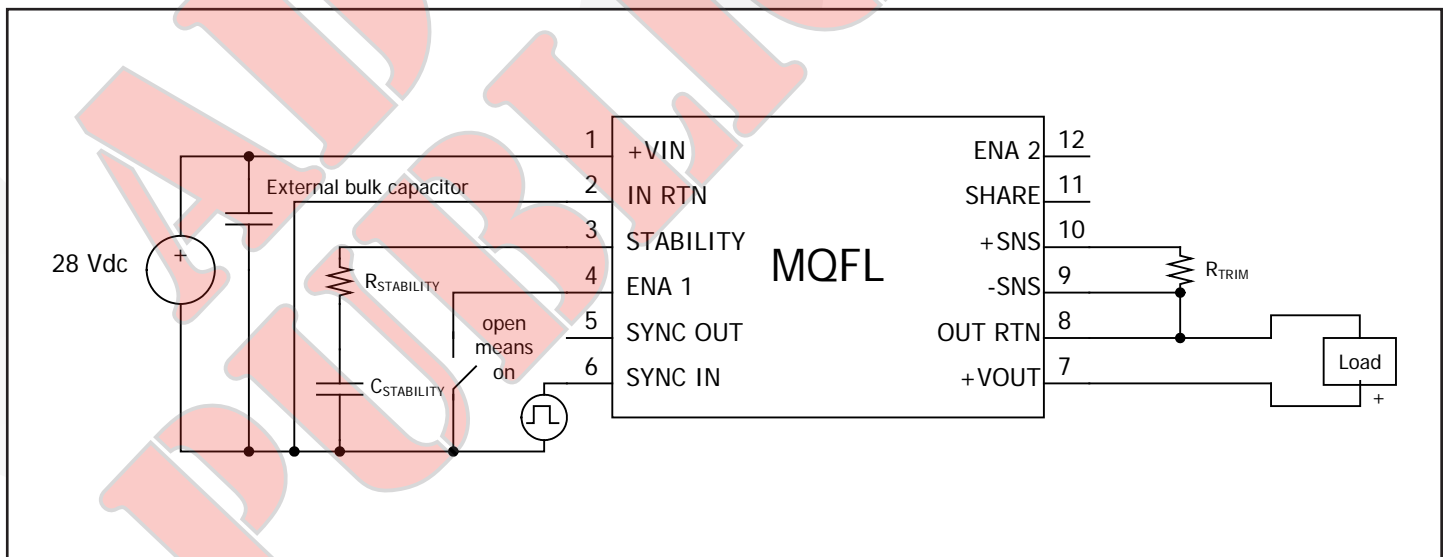 1
+VIN
ENA 2
12
External bulk capacitor
2
IN RTN
SHARE
11
28 Vdc
+
3
STABILITY
MQFL
+SNS
10
RSTABILITY
4
ENA 1
-SNS
9
RTRIM
open
means
on
5
SYNC OUT
OUT RTN
8
CSTABILITY
6
SYNC IN
+VOUT
7
Load
+